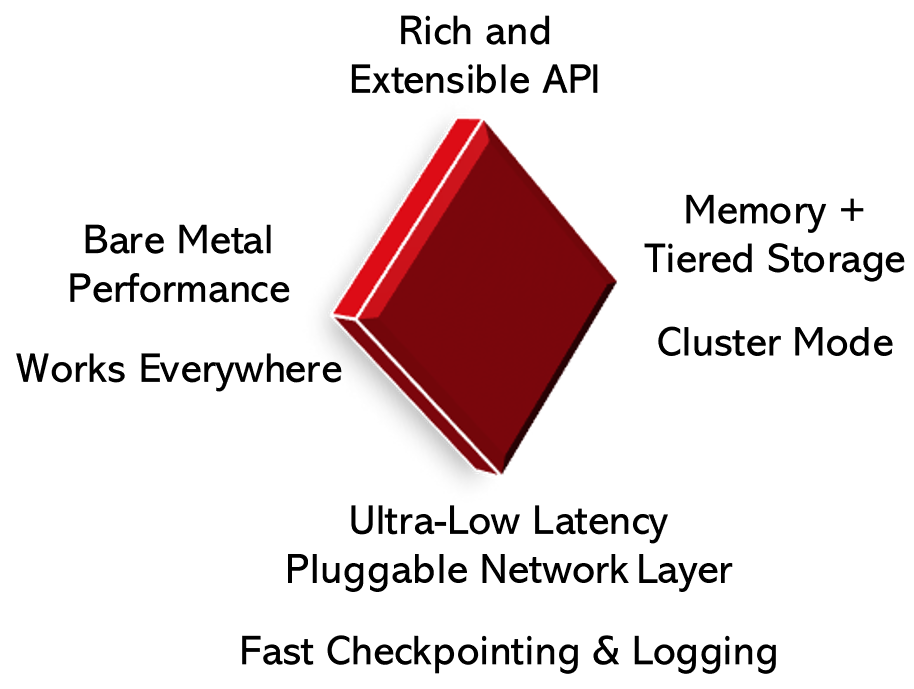 Rich and
Extensible API
Bare Metal
Performance
Works Everywhere
Memory +
Tiered Storage
Cluster Mode
Ultra-Low Latency
Pluggable Network Layer
Fast Checkpointing & Logging